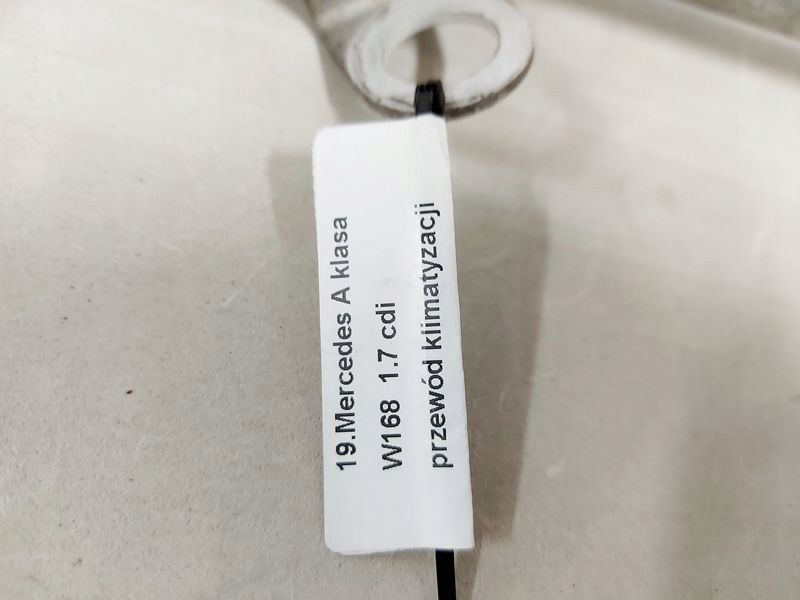 19.Mercedes A klasa
W168 1.7 cdi
przewód klimatyzacji